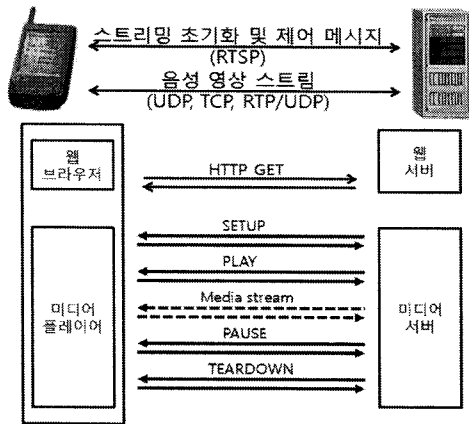 스트리밍 초기화 및 제어 메시지
(RTSP)
음성 영상 스트림
(UDP, TCP, RTP/UDP)
웹
브라우저
HTTP GET
웹
서버
SETUP
PLAY
Media stream
미디어
플레이어
미디어
서버
PAUSE
TEARDOWN